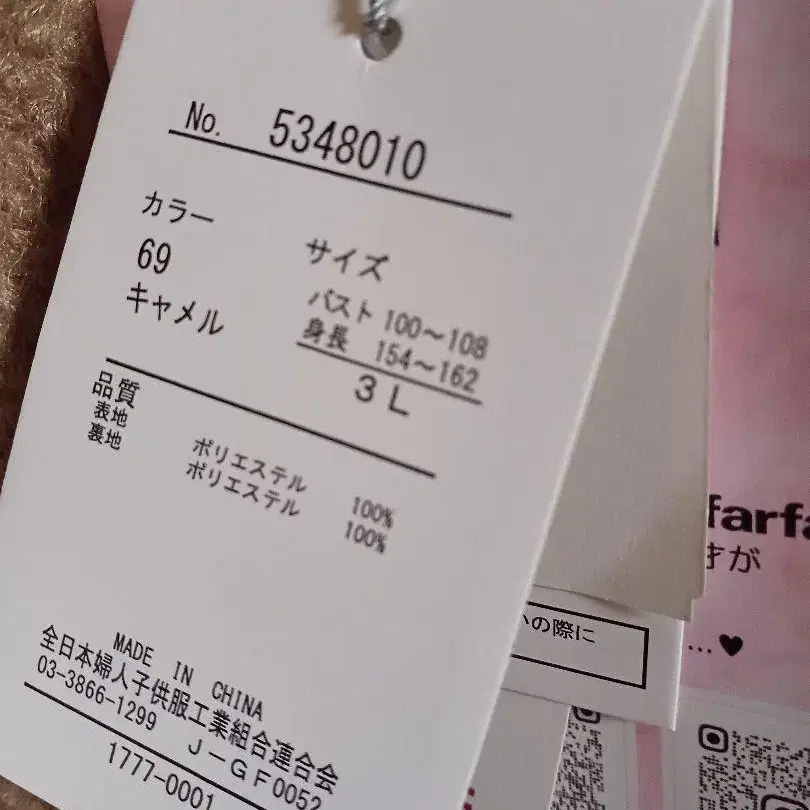 No. 5348010
カラー
69
キャメル
サイズ
バスト 100～108
身長 154～162
3L
品質
表地 ポリエステル 100%
裏地 ポリエステル 100%
MADE IN CHINA
全日本婦人子供服工業組合連合会
03-3866-1299 J-GF0052
1777-0001
farfa
が
の際に
...♥